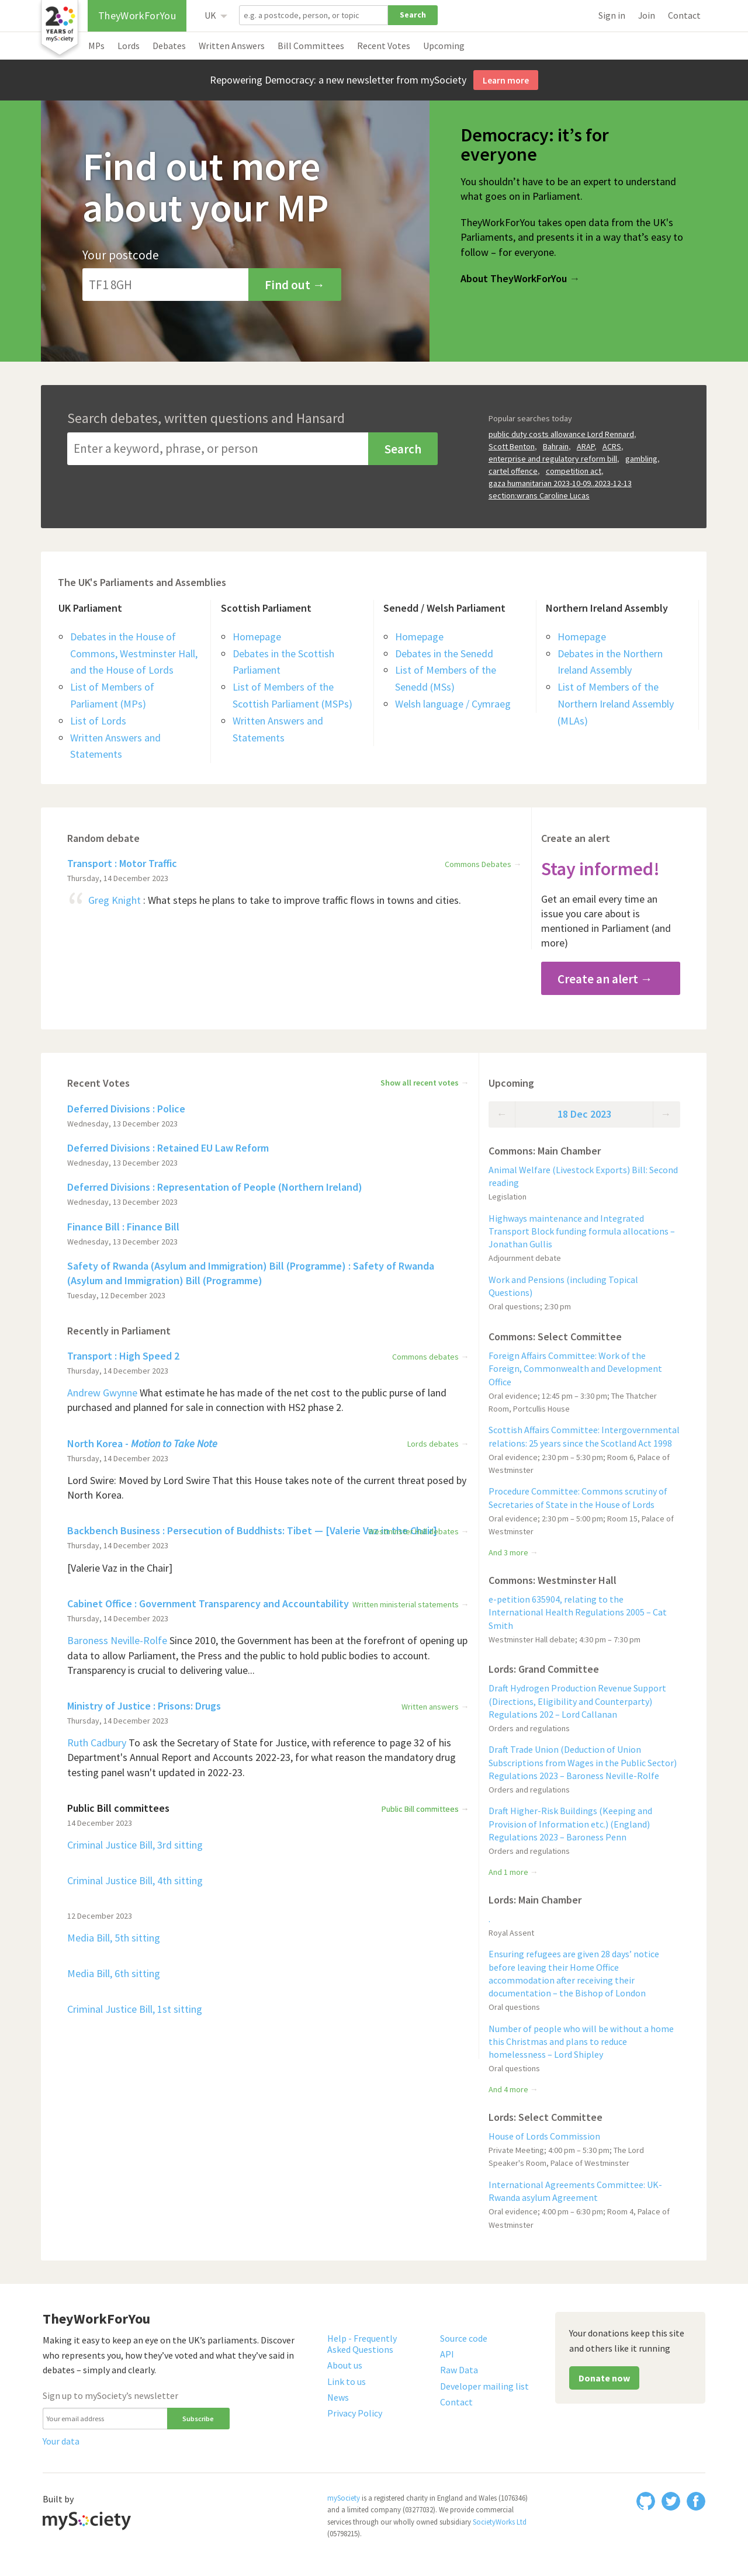 20
YEARS of
mySociety
TheyWorkForYou
UK
e.g. a postcode, person, or topic
Search
Sign in
Join
Contact
MPs
Lords
Debates
Written Answers
Bill Committees
Recent Votes
Upcoming
Repowering Democracy: a new newsletter from mySociety
Learn more
Find out more
about your MP
Your postcode
TF1 8GH
Find out →
Democracy: it’s for
everyone
You shouldn’t have to be an expert to understand
what goes on in Parliament.
TheyWorkForYou takes open data from the UK’s
Parliaments, and presents it in a way that’s easy to
follow – for everyone.
About TheyWorkForYou →
Search debates, written questions and Hansard
Enter a keyword, phrase, or person
Search
Popular searches today
public duty costs allowance Lord Rennard,
Scott Benton, Bahrain, ARAP, ACRS,
enterprise and regulatory reform bill, gambling,
cartel offence, competition act,
gaza humanitarian 2023-10-09..2023-12-13
section:wrans Caroline Lucas
The UK's Parliaments and Assemblies
UK Parliament
Debates in the House of
Commons, Westminster Hall,
and the House of Lords
List of Members of
Parliament (MPs)
List of Lords
Written Answers and
Statements
Scottish Parliament
Homepage
Debates in the Scottish
Parliament
List of Members of the
Scottish Parliament (MSPs)
Written Answers and
Statements
Senedd / Welsh Parliament
Homepage
Debates in the Senedd
List of Members of the
Senedd (MSs)
Welsh language / Cymraeg
Northern Ireland Assembly
Homepage
Debates in the Northern
Ireland Assembly
List of Members of the
Northern Ireland Assembly
(MLAs)
Random debate
Transport : Motor Traffic
Commons Debates →
Thursday, 14 December 2023
Greg Knight : What steps he plans to take to improve traffic flows in towns and cities.
Create an alert
Stay informed!
Get an email every time an
issue you care about is
mentioned in Parliament (and
more)
Create an alert →
Recent Votes
Show all recent votes →
Deferred Divisions : Police
Wednesday, 13 December 2023
Deferred Divisions : Retained EU Law Reform
Wednesday, 13 December 2023
Deferred Divisions : Representation of People (Northern Ireland)
Wednesday, 13 December 2023
Finance Bill : Finance Bill
Wednesday, 13 December 2023
Safety of Rwanda (Asylum and Immigration) Bill (Programme) : Safety of Rwanda
(Asylum and Immigration) Bill (Programme)
Tuesday, 12 December 2023
Recently in Parliament
Transport : High Speed 2
Commons debates →
Thursday, 14 December 2023
Andrew Gwynne What estimate he has made of the net cost to the public purse of land
purchased and planned for sale in connection with HS2 phase 2.
North Korea - Motion to Take Note
Lords debates →
Thursday, 14 December 2023
Lord Swire: Moved by Lord Swire That this House takes note of the current threat posed by
North Korea.
Backbench Business : Persecution of Buddhists: Tibet — [Valerie Vaz in the Chair]
Westminster Hall debates →
Thursday, 14 December 2023
[Valerie Vaz in the Chair]
Cabinet Office : Government Transparency and Accountability
Written ministerial statements →
Thursday, 14 December 2023
Baroness Neville-Rolfe Since 2010, the Government has been at the forefront of opening up
data to allow Parliament, the Press and the public to hold public bodies to account.
Transparency is crucial to delivering value...
Ministry of Justice : Prisons: Drugs
Written answers →
Thursday, 14 December 2023
Ruth Cadbury To ask the Secretary of State for Justice, with reference to page 32 of his
Department's Annual Report and Accounts 2022-23, for what reason the mandatory drug
testing panel wasn't updated in 2022-23.
Public Bill committees
Public Bill committees →
14 December 2023
Criminal Justice Bill, 3rd sitting
Criminal Justice Bill, 4th sitting
12 December 2023
Media Bill, 5th sitting
Media Bill, 6th sitting
Criminal Justice Bill, 1st sitting
Upcoming
← 18 Dec 2023 →
Commons: Main Chamber
Animal Welfare (Livestock Exports) Bill: Second
reading
Legislation
Highways maintenance and Integrated
Transport Block funding formula allocations –
Jonathan Gullis
Adjournment debate
Work and Pensions (including Topical
Questions)
Oral questions; 2:30 pm
Commons: Select Committee
Foreign Affairs Committee: Work of the
Foreign, Commonwealth and Development
Office
Oral evidence; 12:45 pm – 3:30 pm; The Thatcher
Room, Portcullis House
Scottish Affairs Committee: Intergovernmental
relations: 25 years since the Scotland Act 1998
Oral evidence; 2:30 pm – 5:30 pm; Room 6, Palace of
Westminster
Procedure Committee: Commons scrutiny of
Secretaries of State in the House of Lords
Oral evidence; 2:30 pm – 5:00 pm; Room 15, Palace of
Westminster
And 3 more →
Commons: Westminster Hall
e-petition 635904, relating to the
International Health Regulations 2005 – Cat
Smith
Westminster Hall debate; 4:30 pm – 7:30 pm
Lords: Grand Committee
Draft Hydrogen Production Revenue Support
(Directions, Eligibility and Counterparty)
Regulations 202 – Lord Callanan
Orders and regulations
Draft Trade Union (Deduction of Union
Subscriptions from Wages in the Public Sector)
Regulations 2023 – Baroness Neville-Rolfe
Orders and regulations
Draft Higher-Risk Buildings (Keeping and
Provision of Information etc.) (England)
Regulations 2023 – Baroness Penn
Orders and regulations
And 1 more →
Lords: Main Chamber
.
Royal Assent
Ensuring refugees are given 28 days’ notice
before leaving their Home Office
accommodation after receiving their
documentation – the Bishop of London
Oral questions
Number of people who will be without a home
this Christmas and plans to reduce
homelessness – Lord Shipley
Oral questions
And 4 more →
Lords: Select Committee
House of Lords Commission
Private Meeting; 4:00 pm – 5:30 pm; The Lord
Speaker's Room, Palace of Westminster
International Agreements Committee: UK-
Rwanda asylum Agreement
Oral evidence; 4:00 pm – 6:30 pm; Room 4, Palace of
Westminster
TheyWorkForYou
Making it easy to keep an eye on the UK’s parliaments. Discover
who represents you, how they’ve voted and what they’ve said in
debates – simply and clearly.
Sign up to mySociety’s newsletter
Your email address
Subscribe
Your data
Help - Frequently
Asked Questions
About us
Link to us
News
Privacy Policy
Source code
API
Raw Data
Developer mailing list
Contact
Your donations keep this site
and others like it running
Donate now
Built by
mySociety
mySociety is a registered charity in England and Wales (1076346)
and a limited company (03277032). We provide commercial
services through our wholly owned subsidiary SocietyWorks Ltd
(05798215).